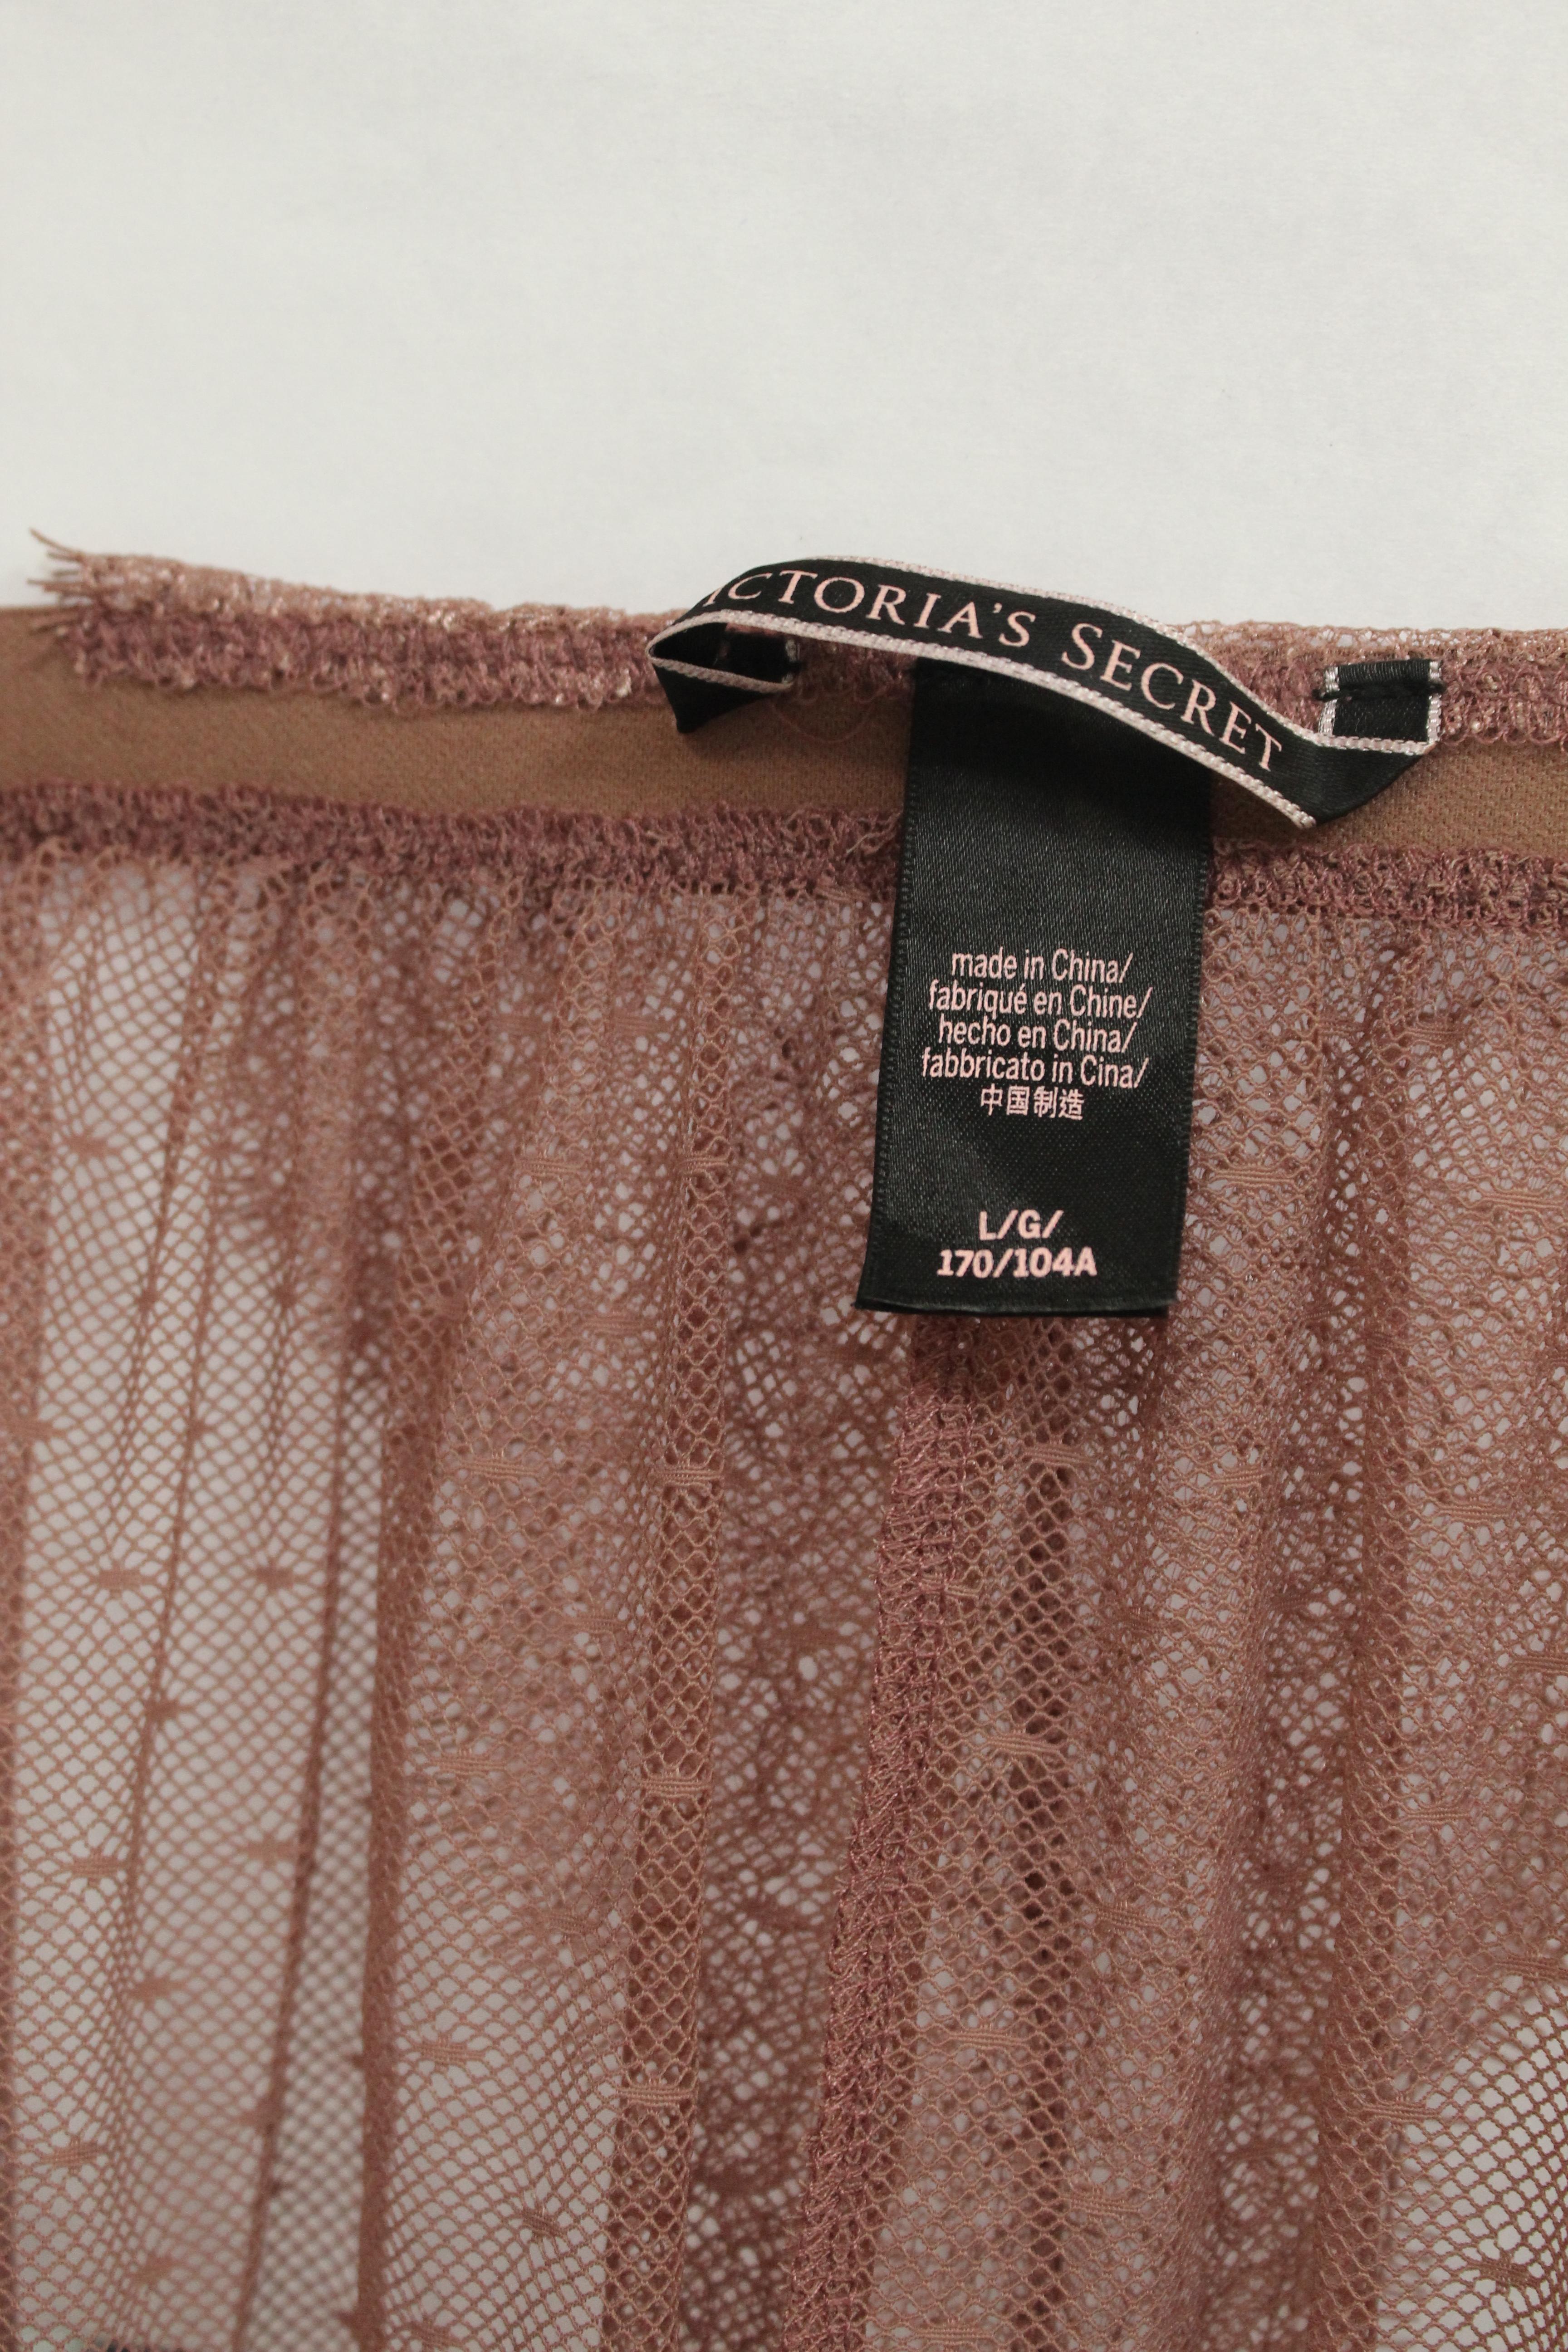 ICTORIA'S SECRET
made in China/
fabriqué en Chine/
hecho en China/
fabbricato in Cina/
中国制造
L/G/
170/104A